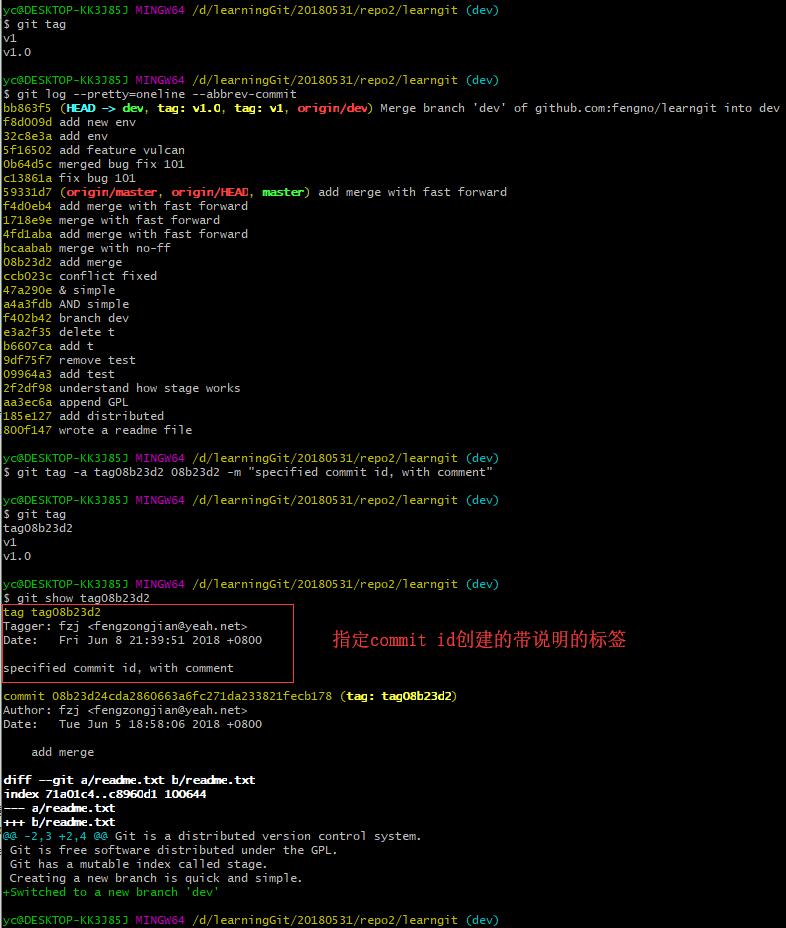 yc@DESKTOP-KK3J85J MINGW64 /d/learningGit/20180531/repo2/learngit (dev)
$ git tag
v1
v1.0
yc@DESKTOP-KK3J85J MINGW64 /d/learningGit/20180531/repo2/learngit (dev)
$ git log --pretty=oneline --abbrev-commit
bb863f5 (HEAD -> dev, tag: v1.0, tag: v1, origin/dev) Merge branch 'dev' of github.com:fengno/learngit into dev
f8d009d add new env
32c8e3a add env
5f16502 add feature vulcan
0b64d5c merged bug fix 101
c13861a fix bug 101
59331d7 (origin/master, origin/HEAD, master) add merge with fast forward
f4d0eb4 add merge with fast forward
1718e9e merge with fast forward
4fd1aba add merge with fast forward
bcaabab merge with no-ff
08b23d2 add merge
ccb023c conflict fixed
47a290e & simple
a4a3fdb AND simple
f402b42 branch dev
e3a2f35 delete t
b6607ca add t
9df75f7 remove test
09964a3 add test
2f2df98 understand how stage works
aa3ec6a append GPL
185e127 add distributed
800f147 wrote a readme file
yc@DESKTOP-KK3J85J MINGW64 /d/learningGit/20180531/repo2/learngit (dev)
$ git tag -a tag08b23d2 08b23d2 -m "specified commit id, with comment"
yc@DESKTOP-KK3J85J MINGW64 /d/learningGit/20180531/repo2/learngit (dev)
$ git tag
tag08b23d2
v1
v1.0
yc@DESKTOP-KK3J85J MINGW64 /d/learningGit/20180531/repo2/learngit (dev)
$ git show tag08b23d2
tag tag08b23d2
Tagger: fzj <fengzongjian@yeah.net>
Date:   Fri Jun 8 21:39:51 2018 +0800
指定commit id创建的带说明的标签
specified commit id, with comment
commit 08b23d24cda2860663a6fc271da233821fecb178 (tag: tag08b23d2)
Author: fzj <fengzongjian@yeah.net>
Date:   Tue Jun 5 18:58:06 2018 +0800
    add merge
diff --git a/readme.txt b/readme.txt
index 71a01c4..c8960d1 100644
--- a/readme.txt
+++ b/readme.txt
@@ -2,3 +2,4 @@ Git is a distributed version control system.
 Git is free software distributed under the GPL.
 Git has a mutable index called stage.
 Creating a new branch is quick and simple.
+Switched to a new branch 'dev'
yc@DESKTOP-KK3J85J MINGW64 /d/learningGit/20180531/repo2/learngit (dev)